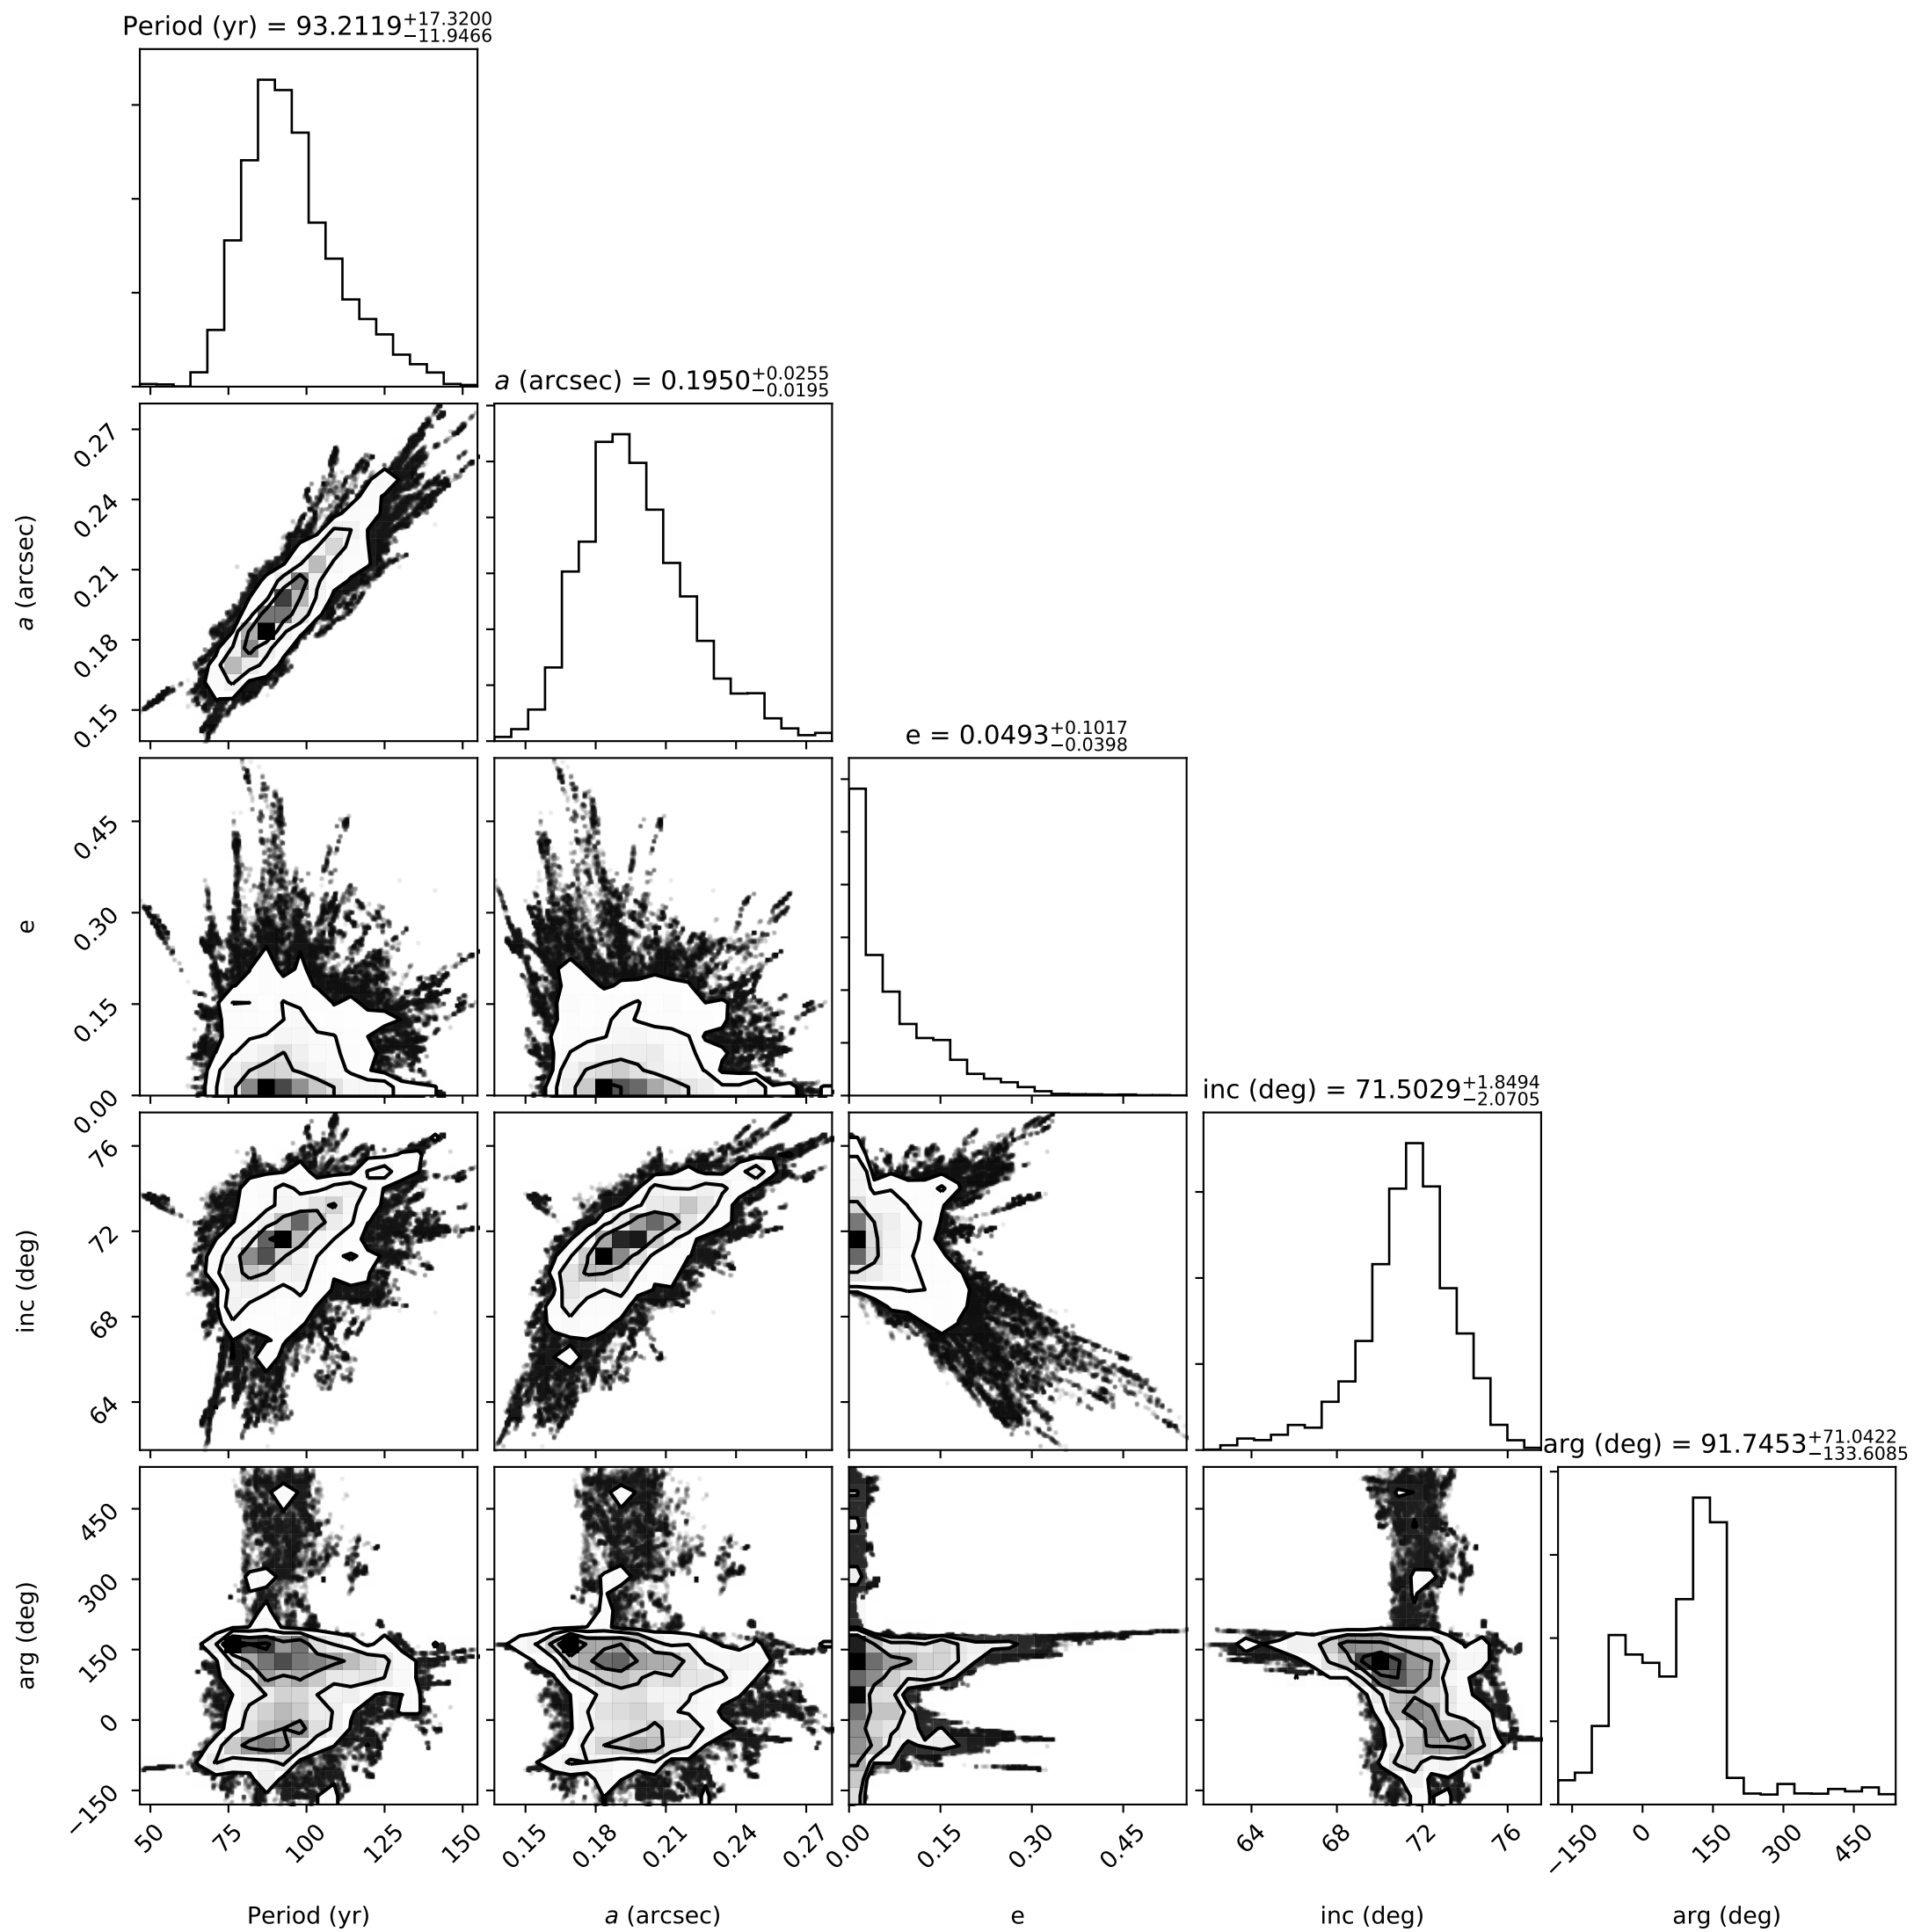 Period (yr) = 93.2119+17.3200−11.9466
a (arcsec) = 0.1950+0.0255−0.0195
0.27
0.24
0.21
0.18
0.15
a (arcsec)
e = 0.0493+0.1017−0.0398
0.45
0.30
0.15
0.00
e
inc (deg) = 71.5029+1.8494−2.0705
76
72
68
64
inc (deg)
arg (deg) = 91.7453+71.0422−133.6085
450
300
150
0
−150
arg (deg)
50 75 100 125 150
0.15 0.18 0.21 0.24 0.27
0.00 0.15 0.30 0.45
64 68 72 76
−150 0 150 300 450
Period (yr) a (arcsec) e inc (deg) arg (deg)